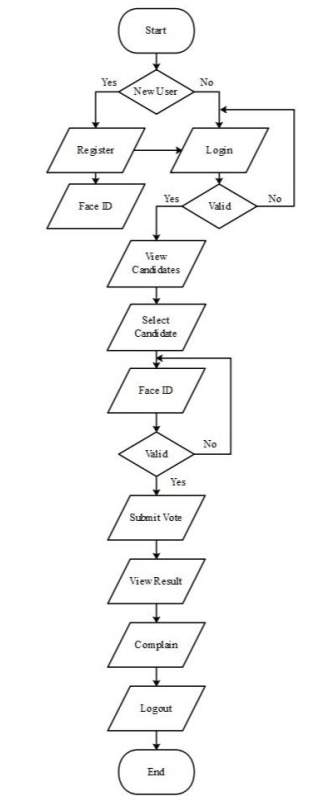 Start
Yes
New User
No
Register
Login
Face ID
Yes
Valid
No
View
Candidates
Select
Candidate
Face ID
No
Valid
Yes
Submit Vote
View Result
Complain
Logout
End